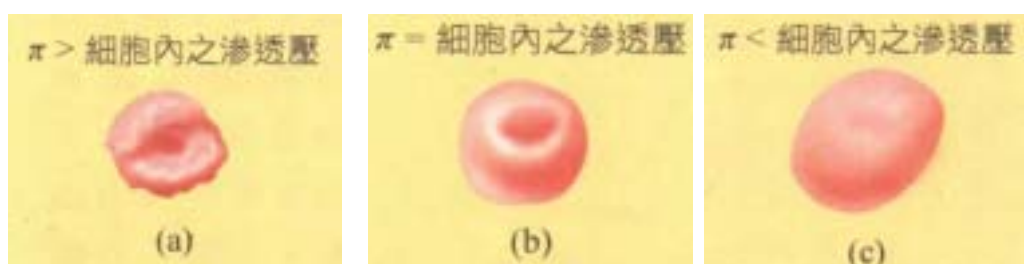 π > 細胞內之滲透壓
(a)
π = 細胞內之滲透壓
(b)
π < 細胞內之滲透壓
(c)